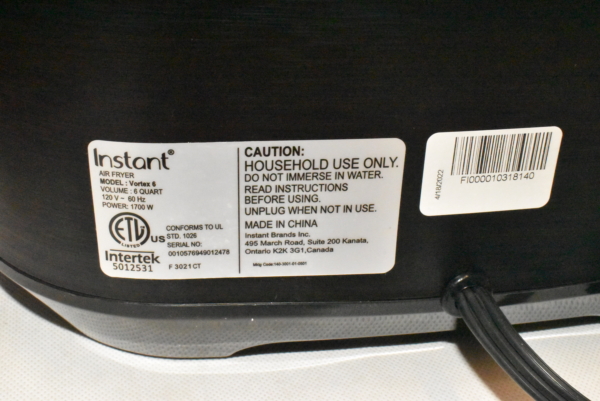 Instant®
AIR FRYER
MODEL : Vortex 6
VOLUME : 6 QUART
120 V ~ 60 Hz
POWER: 1700 W
ETL
LISTED
US
CONFORMS TO UL
STD. 1026
SERIAL NO:
0010576949012478
Intertek
5012531
F 3021 CT
CAUTION:
HOUSEHOLD USE ONLY.
DO NOT IMMERSE IN WATER.
READ INSTRUCTIONS
BEFORE USING.
UNPLUG WHEN NOT IN USE.
MADE IN CHINA
Instant Brands Inc.
495 March Road, Suite 200 Kanata,
Ontario K2K 3G1,Canada
4/18/2022
FI000010318140